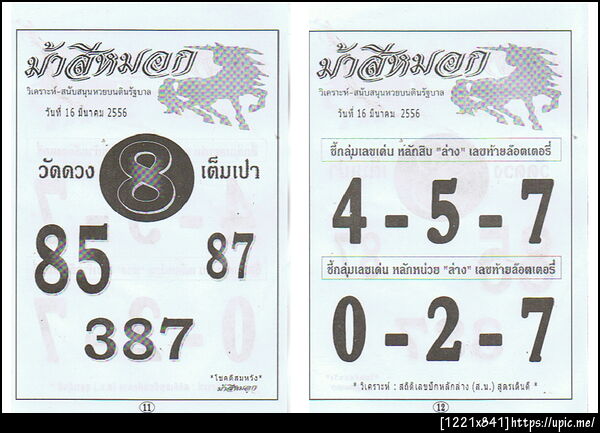 ม้าสีหมอก
วิเคราะห์-สนับสนุนหวยบนดินรัฐบาล
วันที่ 16 มีนาคม 2556
วัดดวง 8 เต็มเปา
85 87
387
*โชคดีสมหวัง*
ม้าสีหมอก
11
ม้าสีหมอก
วิเคราะห์-สนับสนุนหวยบนดินรัฐบาล
วันที่ 16 มีนาคม 2556
ชี้กลุ่มเลขเด่น หลักสิบ "ล่าง" เลขท้ายล๊อตเตอรี่
4 - 5 - 7
ชี้กลุ่มเลขเด่น หลักหน่วย "ล่าง" เลขท้ายล๊อตเตอรี่
0 - 2 - 7
* วิเคราะห์ : สถิติเลขปักหลักล่าง (ส.น.) สูตรเดินดี *
12
[1221x841]https://upic.me/